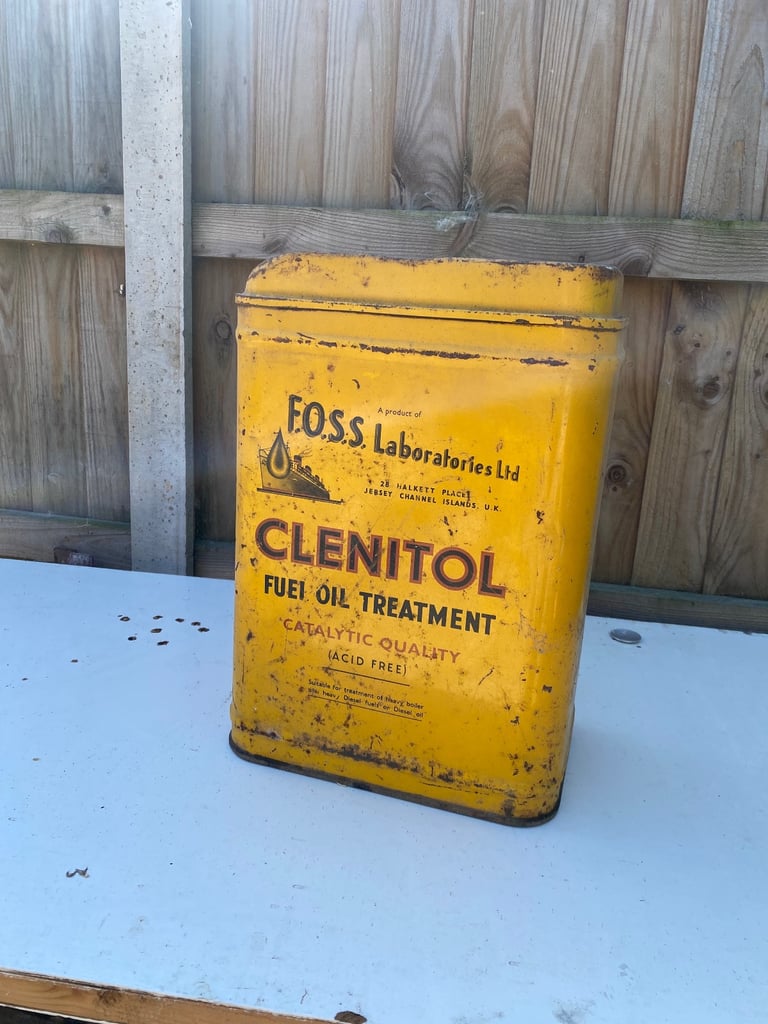 A product of
F.O.S.S. Laboratories Ltd
28 HALKETT PLACE
JERSEY CHANNEL ISLANDS, U.K.
CLENITOL
FUEL OIL TREATMENT
CATALYTIC QUALITY
(ACID FREE)
Suitable for treatment of heavy boiler
oils, heavy Diesel fuels or Diesel oil